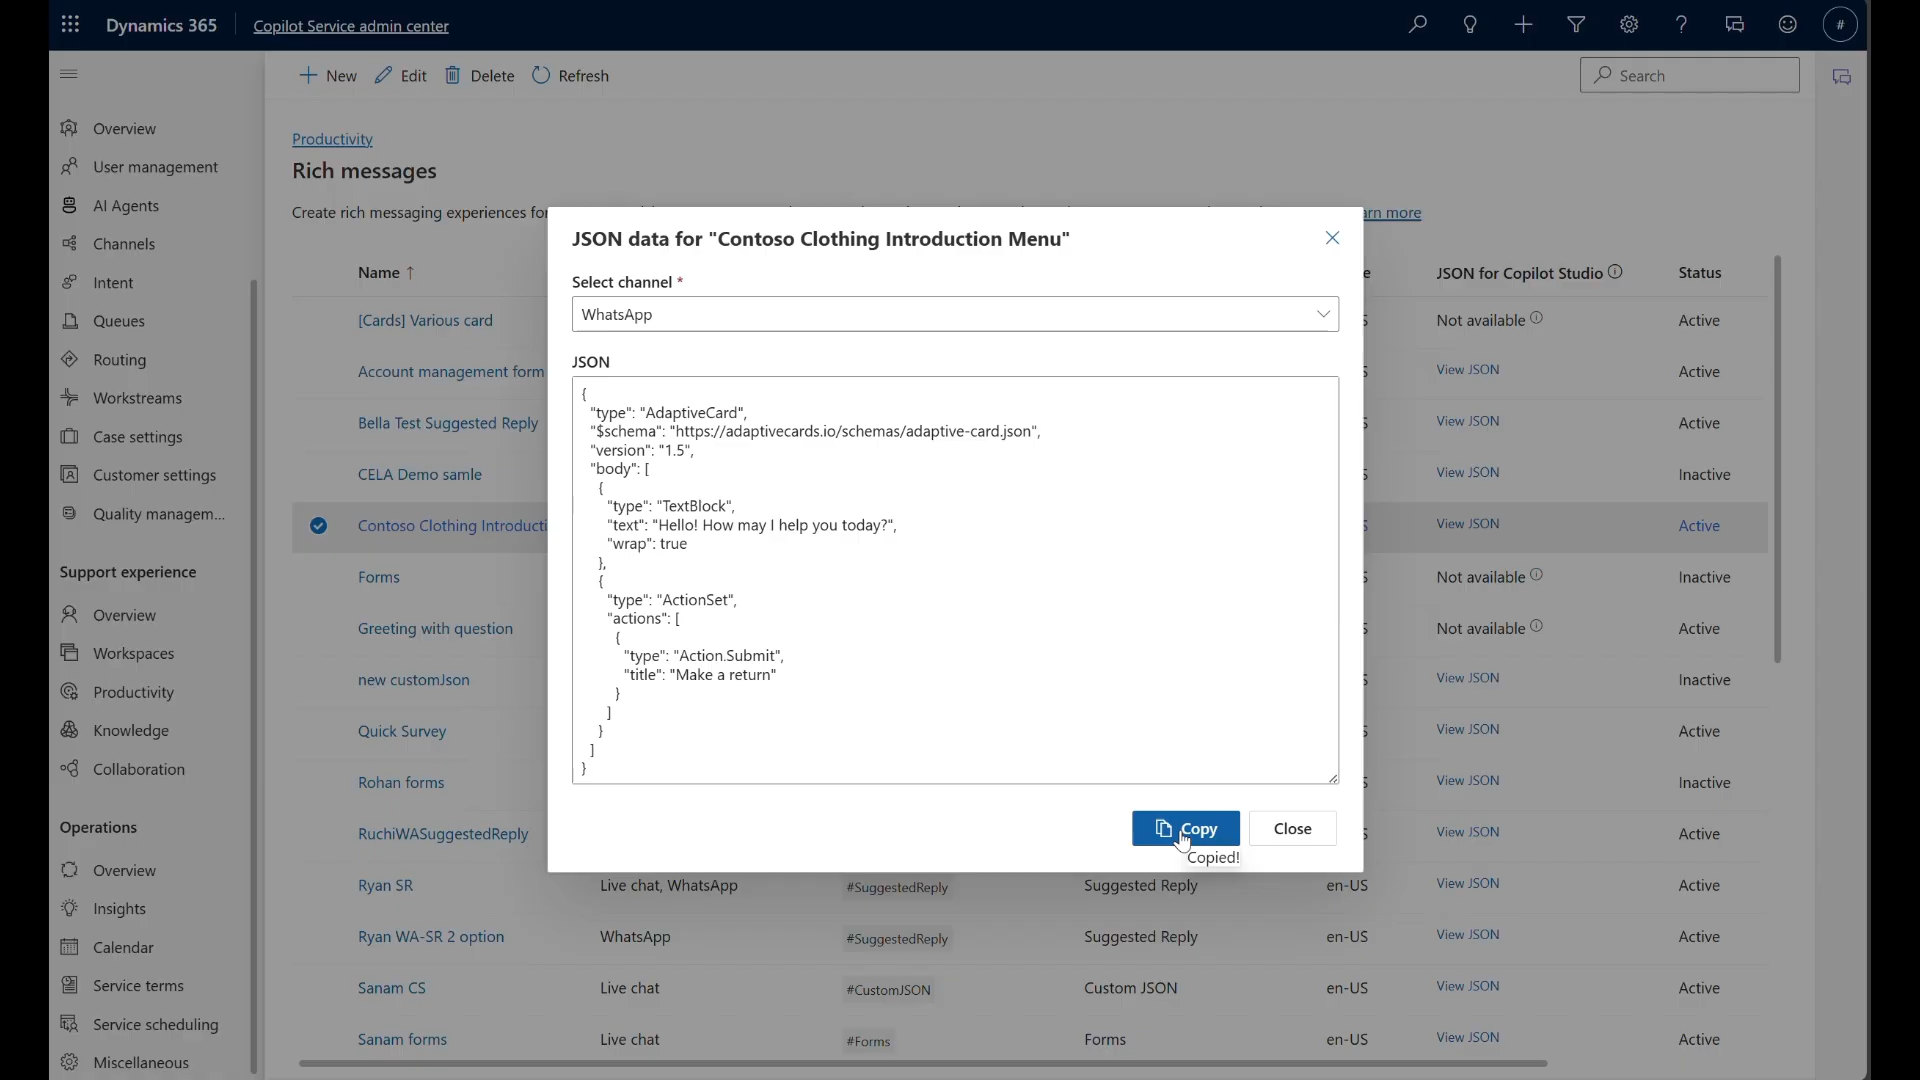 Dynamics 365
Copilot Service admin center
#
New
Edit
Delete
Refresh
Search
Overview
User management
AI Agents
Channels
Intent
Queues
Routing
Workstreams
Case settings
Customer settings
Quality managem...
Support experience
Overview
Workspaces
Productivity
Knowledge
Collaboration
Operations
Overview
Insights
Calendar
Service terms
Service scheduling
Miscellaneous
Productivity
Rich messages
Create rich messaging experiences for
arn more
Name ↑
JSON for Copilot Studio
Status
[Cards] Various card
Not available
Active
Account management form
View JSON
Active
Bella Test Suggested Reply
View JSON
Active
CELA Demo samle
View JSON
Inactive
Contoso Clothing Introducti
View JSON
Active
Forms
Not available
Inactive
Greeting with question
Not available
Active
new customJson
View JSON
Inactive
Quick Survey
View JSON
Active
Rohan forms
View JSON
Inactive
RuchiWASuggestedReply
View JSON
Active
Ryan SR
Live chat, WhatsApp
#SuggestedReply
Suggested Reply
en-US
View JSON
Active
Ryan WA-SR 2 option
WhatsApp
#SuggestedReply
Suggested Reply
en-US
View JSON
Active
Sanam CS
Live chat
#CustomJSON
Custom JSON
en-US
View JSON
Active
Sanam forms
Live chat
#Forms
Forms
en-US
View JSON
Active
JSON data for "Contoso Clothing Introduction Menu"
Select channel *
WhatsApp
JSON
{
"type": "AdaptiveCard",
"$schema": "https://adaptivecards.io/schemas/adaptive-card.json",
"version": "1.5",
"body": [
{
"type": "TextBlock",
"text": "Hello! How may I help you today?",
"wrap": true
},
{
"type": "ActionSet",
"actions": [
{
"type": "Action.Submit",
"title": "Make a return"
}
]
}
]
}
Copy
Close
Copied!